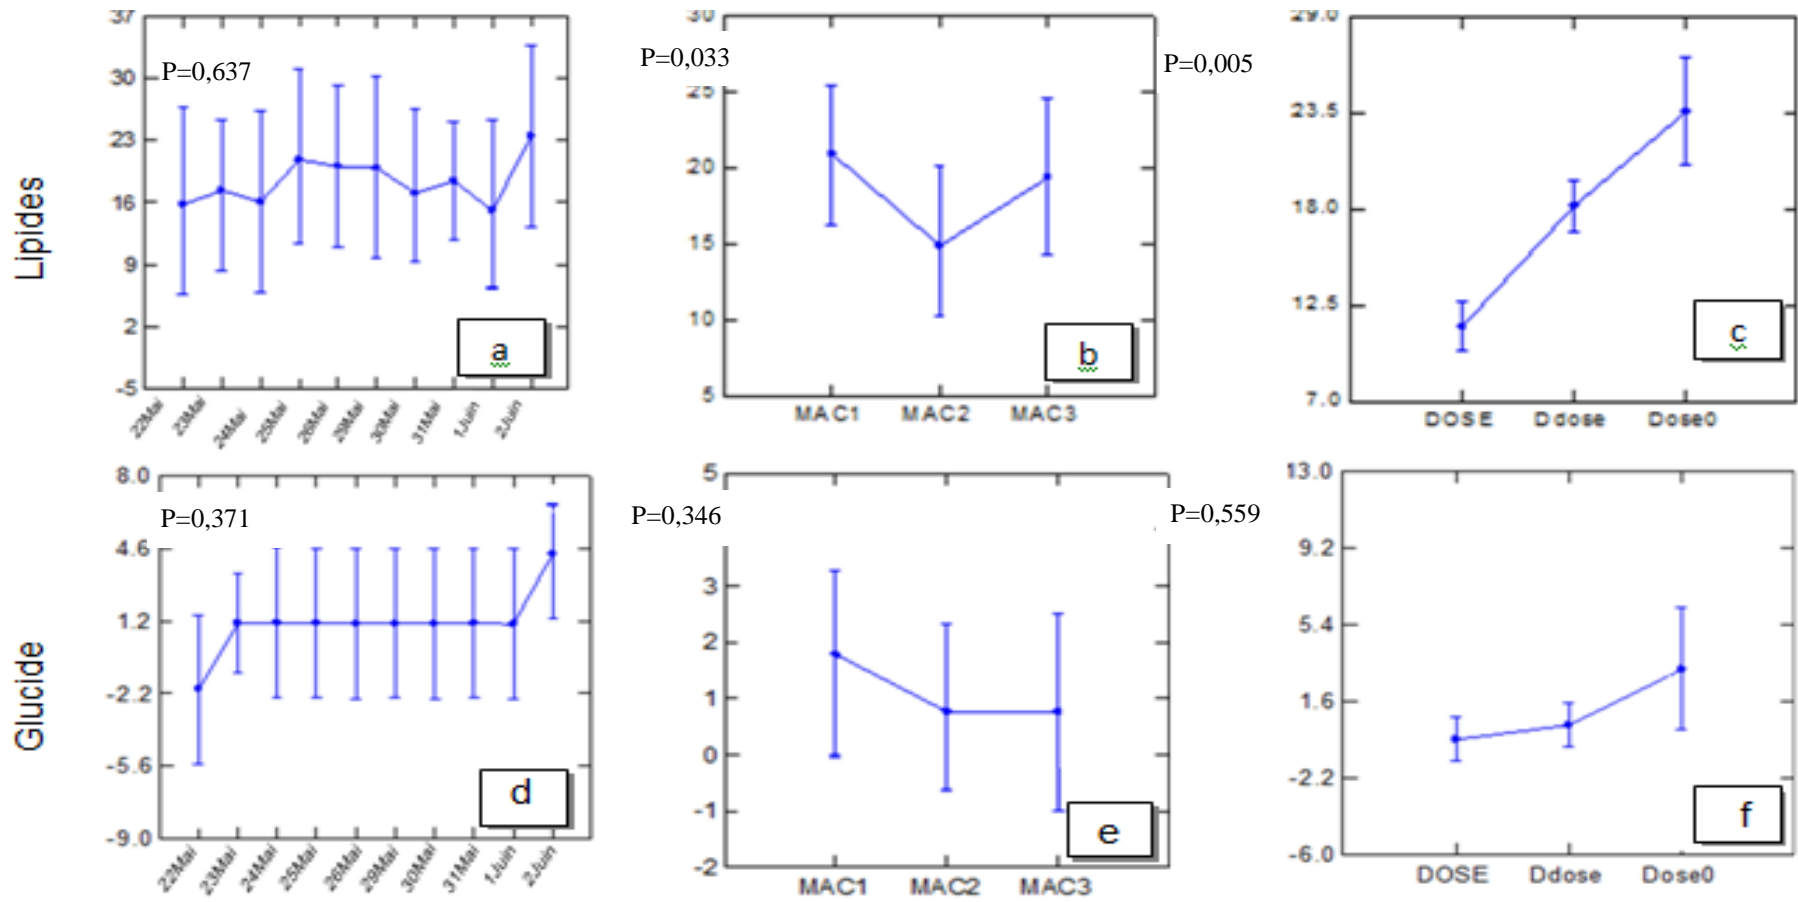 Lipides
37
30
23
16
9
2
-5
P=0,637
a
22Mai
23Mai
24Mai
25Mai
26Mai
29Mai
30Mai
31Mai
1Juin
2Juin
30
25
20
15
10
5
P=0,033
b
MAC1 MAC2 MAC3
29.0
23.5
18.0
12.5
7.0
P=0,005
c
DOSE Ddose Dose0
Glucide
8.0
4.6
1.2
-2.2
-5.6
-9.0
P=0,371
d
22Mai
23Mai
24Mai
25Mai
26Mai
29Mai
30Mai
31Mai
1Juin
2Juin
5
3
2
1
0
-1
-2
P=0,346
e
MAC1 MAC2 MAC3
13.0
9.2
5.4
1.6
-2.2
-6.0
P=0,559
f
DOSE Ddose Dose0